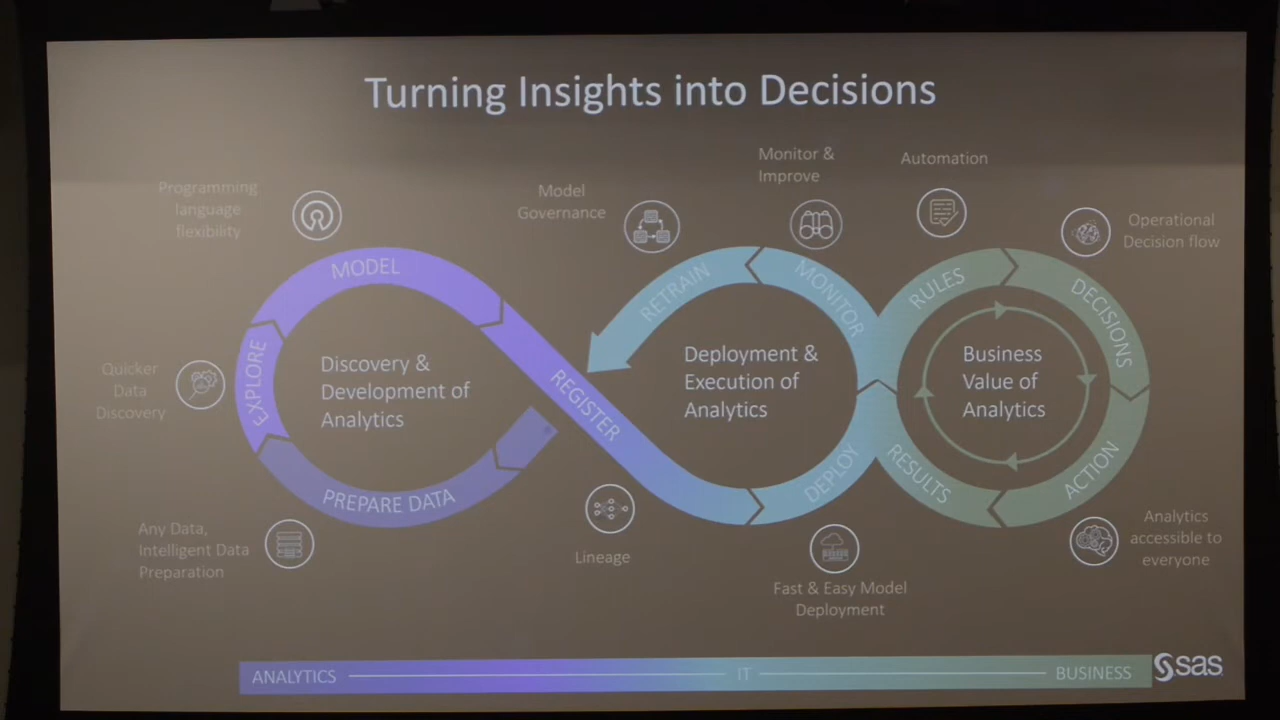 Turning Insights into Decisions
Programming
language
flexibility
Model
Governance
Monitor &
Improve
Automation
Operational
Decision flow
MODEL
RETRAIN
MONITOR
RULES
DECISIONS
Quicker
Data
Discovery
EXPLORE
Discovery &
Development of
Analytics
REGISTER
Deployment &
Execution of
Analytics
Business
Value of
Analytics
PREPARE DATA
DEPLOY
RESULTS
ACTION
Any Data,
Intelligent Data
Preparation
Lineage
Fast & Easy Model
Deployment
Analytics
accessible to
everyone
ANALYTICS
IT
BUSINESS
sas